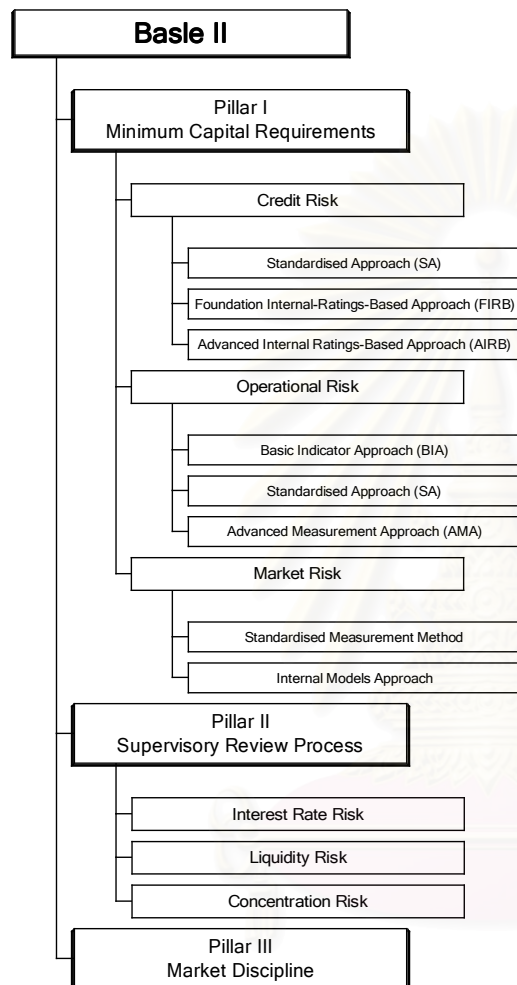 Basle II
Pillar I
Minimum Capital Requirements
Credit Risk
Standardised Approach (SA)
Foundation Internal-Ratings-Based Approach (FIRB)
Advanced Internal Ratings-Based Approach (AIRB)
Operational Risk
Basic Indicator Approach (BIA)
Standardised Approach (SA)
Advanced Measurement Approach (AMA)
Market Risk
Standardised Measurement Method
Internal Models Approach
Pillar II
Supervisory Review Process
Interest Rate Risk
Liquidity Risk
Concentration Risk
Pillar III
Market Discipline